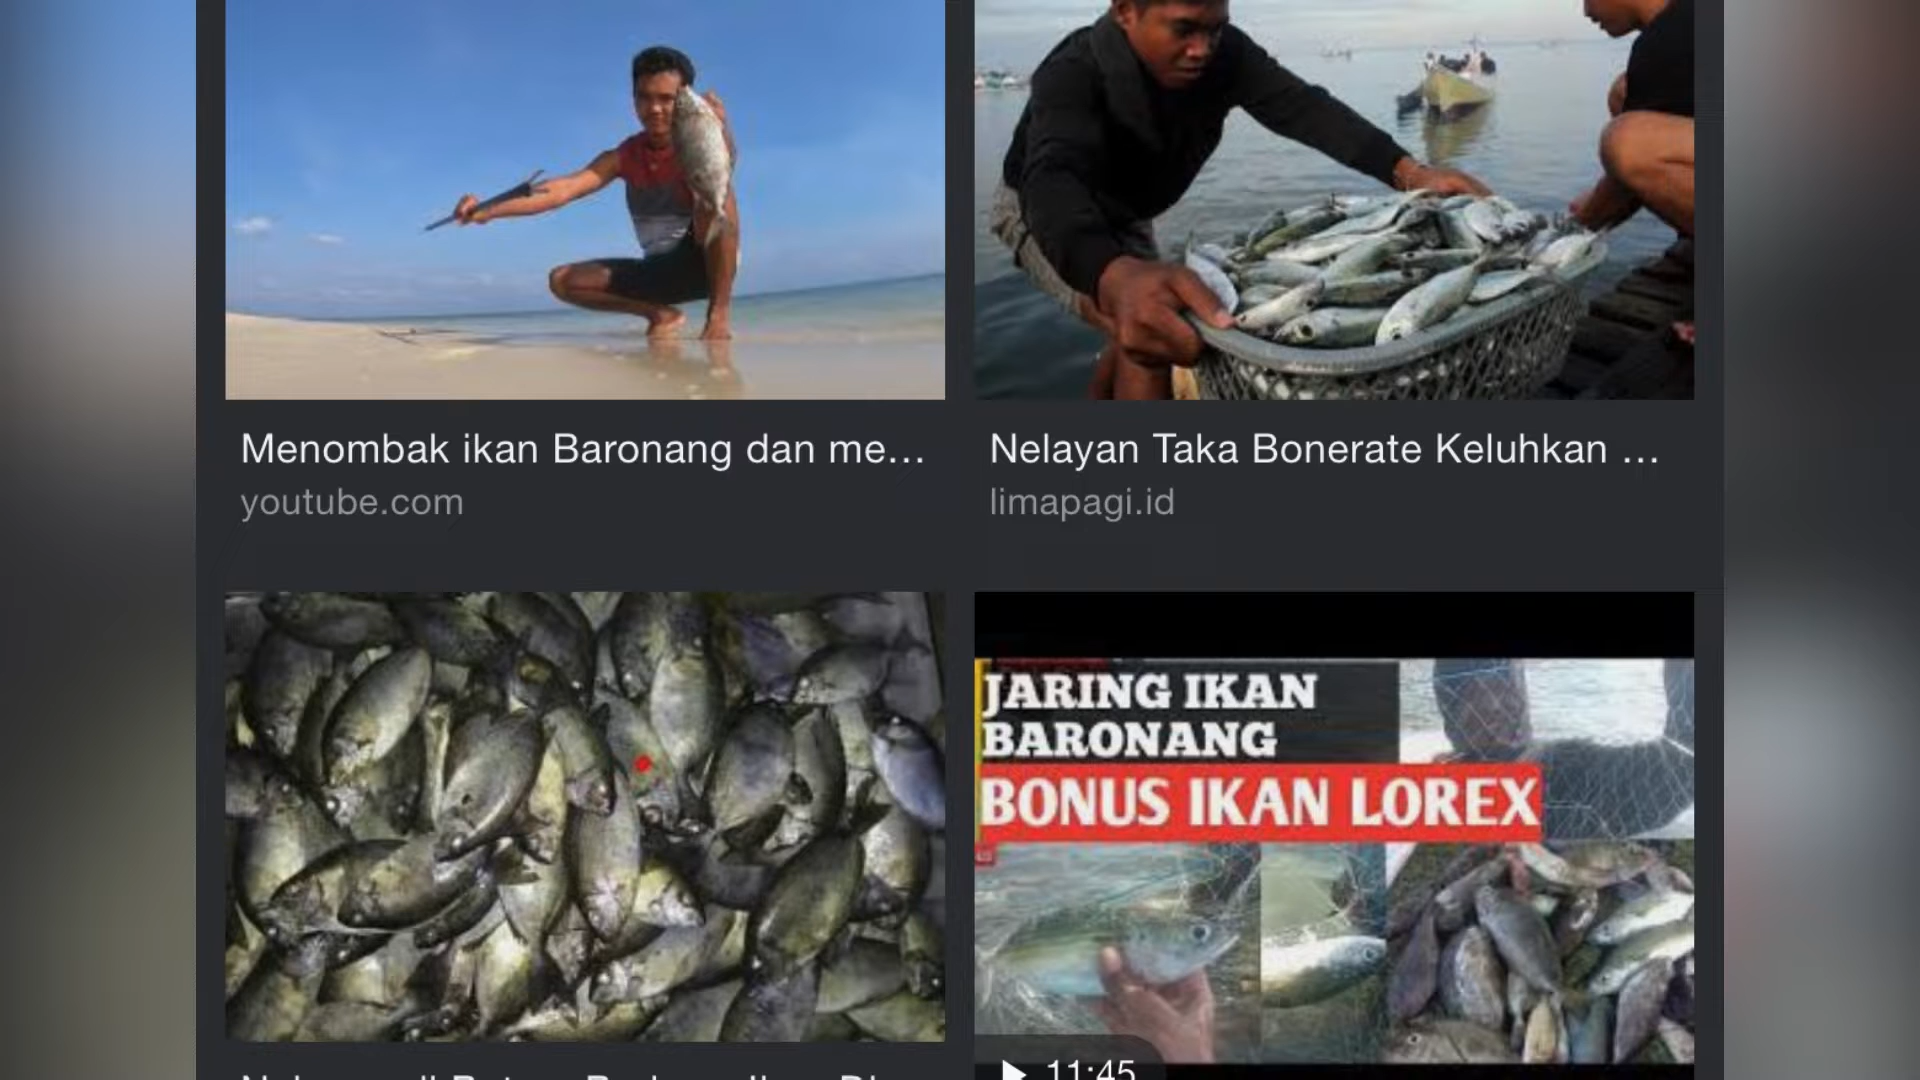 Menombak ikan Baronang dan me...
youtube.com
Nelayan Taka Bonerate Keluhkan ...
limapagi.id
JARING IKAN
BARONANG
BONUS IKAN LOREX
11:45